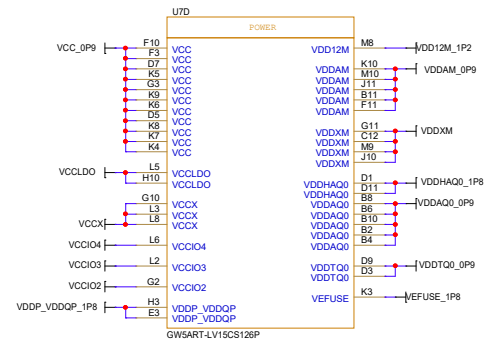 U7D
POWER
VCC_0P9
F10 VCC
F3 VCC
D7 VCC
K5 VCC
G3 VCC
K9 VCC
K6 VCC
D5 VCC
K8 VCC
K7 VCC
K4 VCC
VCCLDO
L5 VCCLDO
H10 VCCLDO
VCCX
G10 VCCX
L3 VCCX
L8 VCCX
VCCIO4 L6 VCCIO4
VCCIO3 L2 VCCIO3
VCCIO2 G2 VCCIO2
VDDP_VDDQP_1P8
H3 VDDP_VDDQP
E3 VDDP_VDDQP
VDD12M M8 VDD12M_1P2
VDDAM K10 VDDAM_0P9
VDDAM M10
VDDAM J11
VDDAM B11
VDDAM F11
VDDXM G11 VDDXM
VDDXM C12
VDDXM M9
VDDXM J10
VDDHAQ0 D1 VDDHAQ0_1P8
VDDHAQ0 D11
VDDAQ0 B8 VDDAQ0_0P9
VDDAQ0 B6
VDDAQ0 B10
VDDAQ0 B2
VDDAQ0 B4
VDDTQ0 D9 VDDTQ0_0P9
VDDTQ0 D3
VEFUSE K3 VEFUSE_1P8
GW5ART-LV15CS126P